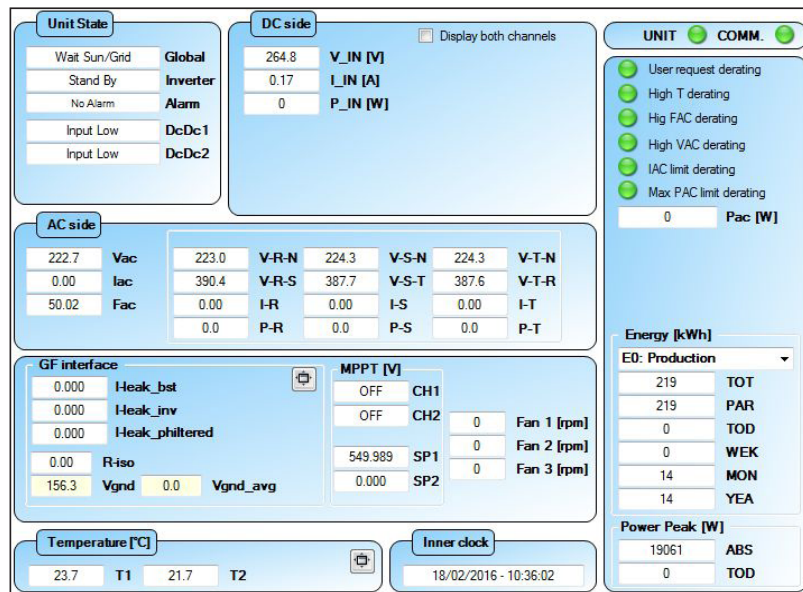 Unit State
Wait Sun/Grid Global
Stand By Inverter
No Alarm Alarm
Input Low DcDc1
Input Low DcDc2
DC side
Display both channels
264.8 V_IN [V]
0.17 I_IN [A]
0 P_IN [W]
UNIT COMM.
User request derating
High T derating
Hig FAC derating
High VAC derating
IAC limit derating
Max PAC limit derating
0 Pac [W]
AC side
222.7 Vac 223.0 V-R-N 224.3 V-S-N 224.3 V-T-N
0.00 Iac 390.4 V-R-S 387.7 V-S-T 387.6 V-T-R
50.02 Fac 0.00 I-R 0.00 I-S 0.00 I-T
0.0 P-R 0.0 P-S 0.0 P-T
GF interface
0.000 I-leak_bst
0.000 I-leak_inv
0.000 I-leak_philtered
0.00 R-iso
156.3 Vgnd 0.0 Vgnd_avg
MPPT [V]
OFF CH1
OFF CH2
549.989 SP1
0.000 SP2
0 Fan 1 [rpm]
0 Fan 2 [rpm]
0 Fan 3 [rpm]
Energy [kWh]
E0: Production
219 TOT
219 PAR
0 TOD
0 WEK
14 MON
14 YEA
Temperature [°C]
23.7 T1 21.7 T2
Inner clock
18/02/2016 - 10:36:02
Power Peak [W]
19061 ABS
0 TOD